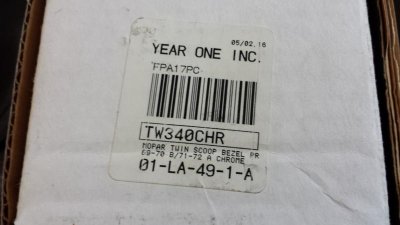 05/02.16
YEAR ONE INC.
FPA17PC
TW340CHR
MOPAR TWIN SCOOP BEZEL PR
69-70 B/71-72 A CHROME
01-LA-49-1-A